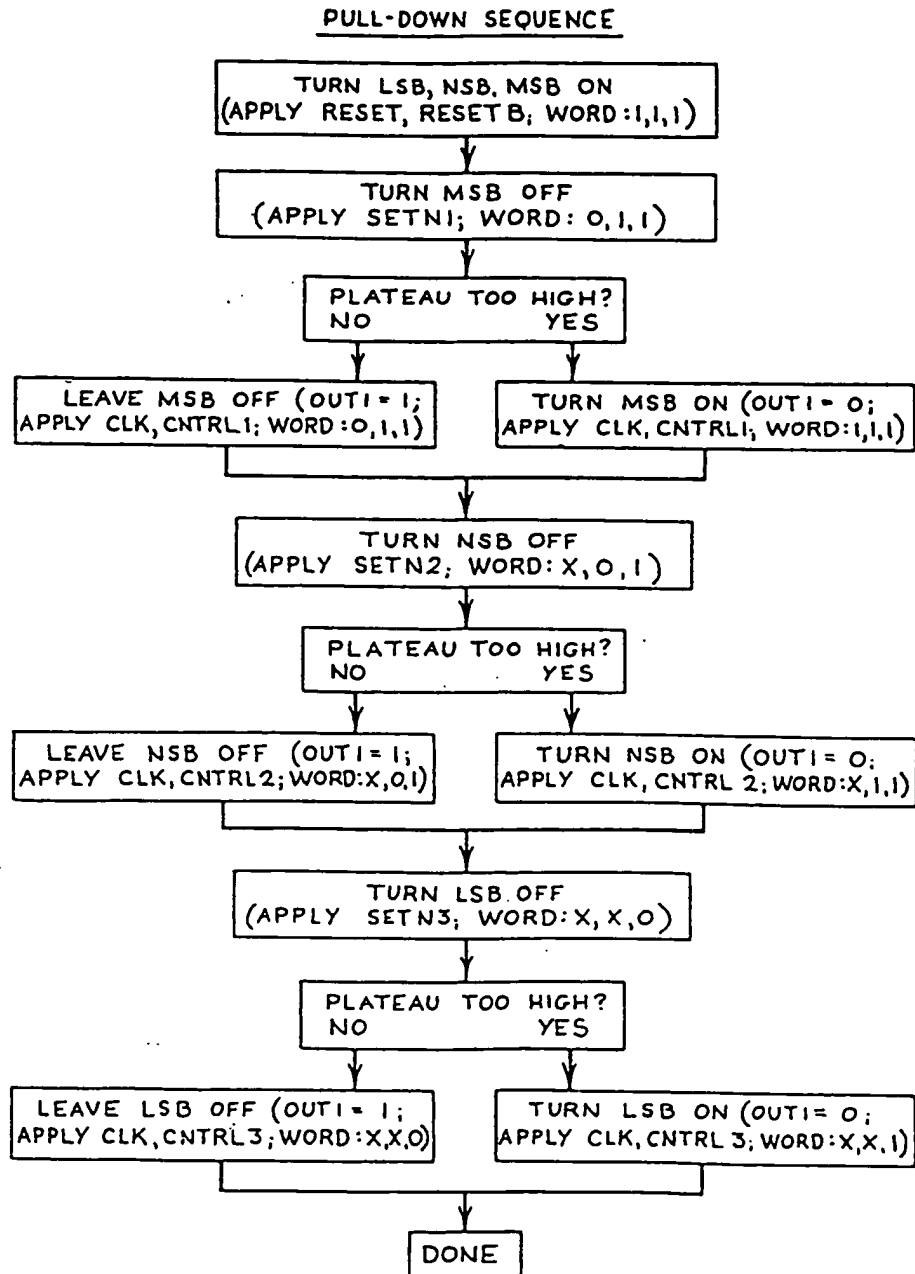 PULL-DOWN SEQUENCE
TURN LSB, NSB, MSB ON
(APPLY RESET, RESET B; WORD:1,1,1)
TURN MSB OFF
(APPLY SETN1; WORD: 0,1,1)
PLATEAU TOO HIGH?
NO YES
LEAVE MSB OFF (OUT1 = 1;
APPLY CLK, CNTRL1; WORD:0,1,1)
TURN MSB ON (OUT1 = 0;
APPLY CLK, CNTRL1; WORD:1,1,1)
TURN NSB OFF
(APPLY SETN2; WORD: X,0,1)
PLATEAU TOO HIGH?
NO YES
LEAVE NSB OFF (OUT1 = 1;
APPLY CLK, CNTRL2; WORD:X,0,1)
TURN NSB ON (OUT1 = 0;
APPLY CLK, CNTRL 2; WORD:X,1,1)
TURN LSB OFF
(APPLY SETN3; WORD: X, X, 0)
PLATEAU TOO HIGH?
NO YES
LEAVE LSB OFF (OUT1 = 1;
APPLY CLK, CNTRL3; WORD:X,X,0)
TURN LSB ON (OUT1 = 0;
APPLY CLK, CNTRL 3; WORD:X,X,1)
DONE